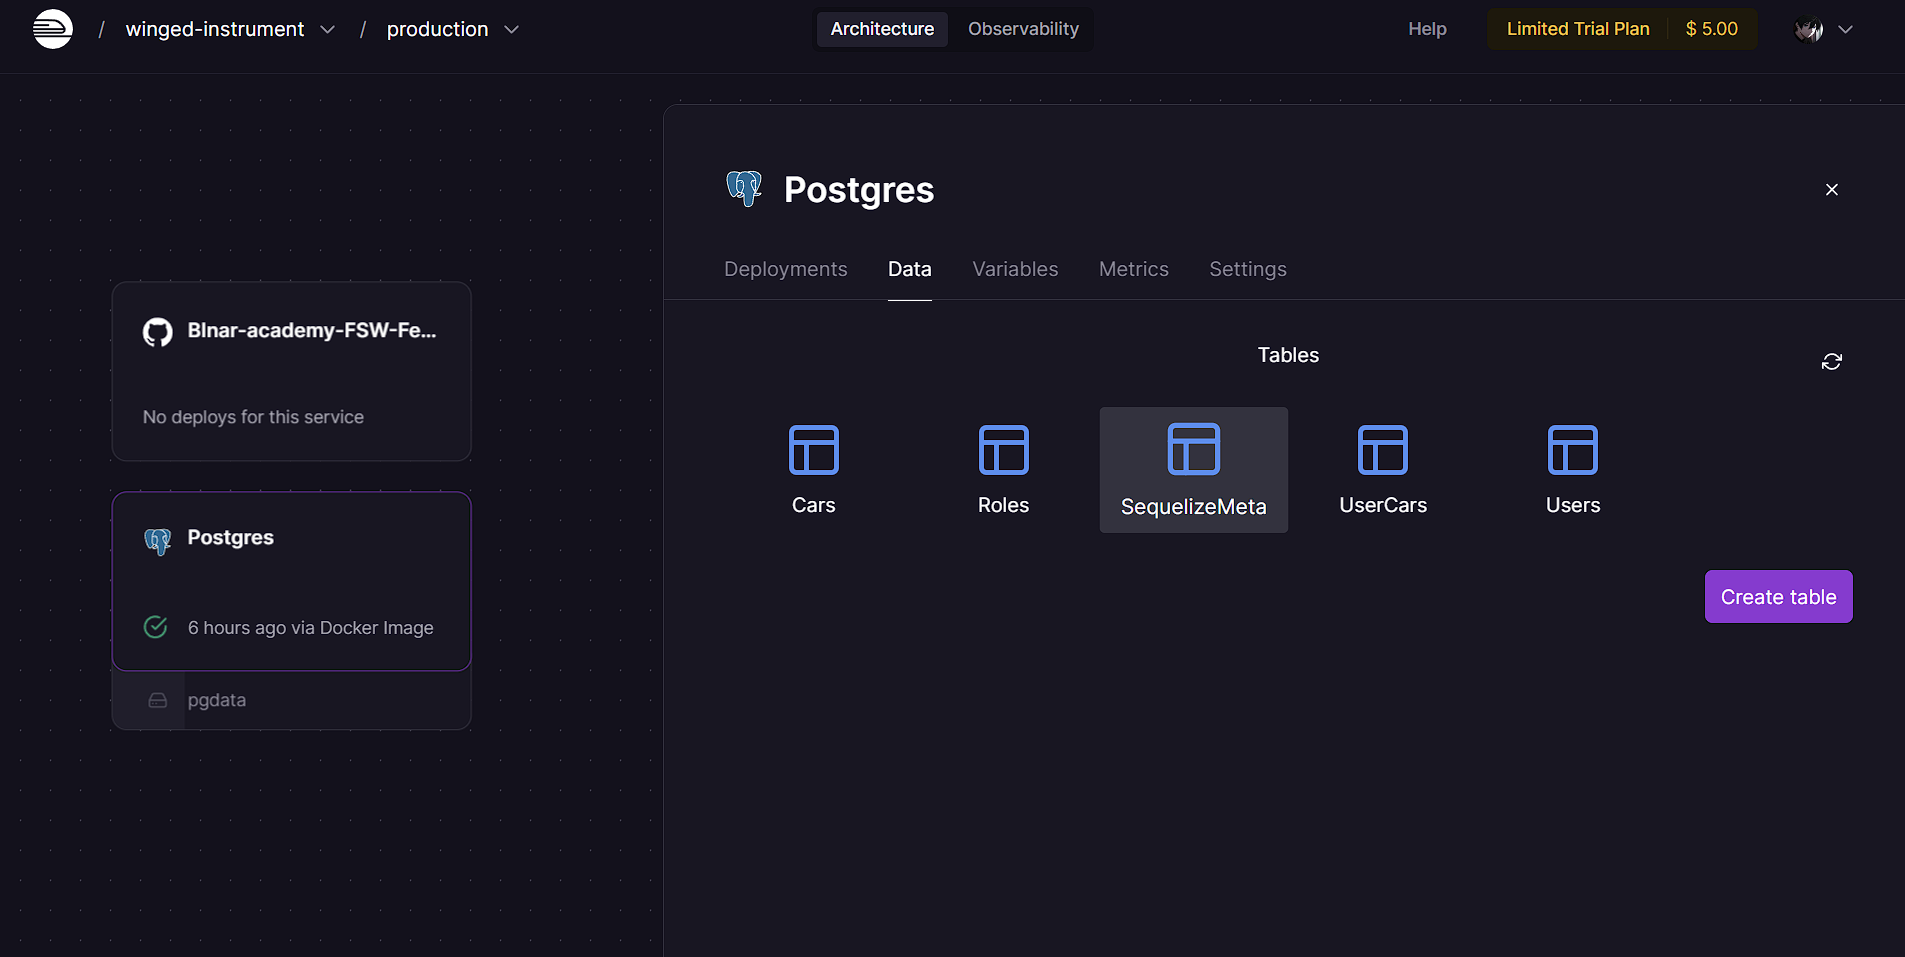 / winged-instrument / production
Architecture Observability
Help
Limited Trial Plan $ 5.00
BInar-academy-FSW-Fe...
No deploys for this service
Postgres
6 hours ago via Docker Image
pgdata
Postgres
Deployments Data Variables Metrics Settings
Tables
Cars Roles SequelizeMeta UserCars Users
Create table